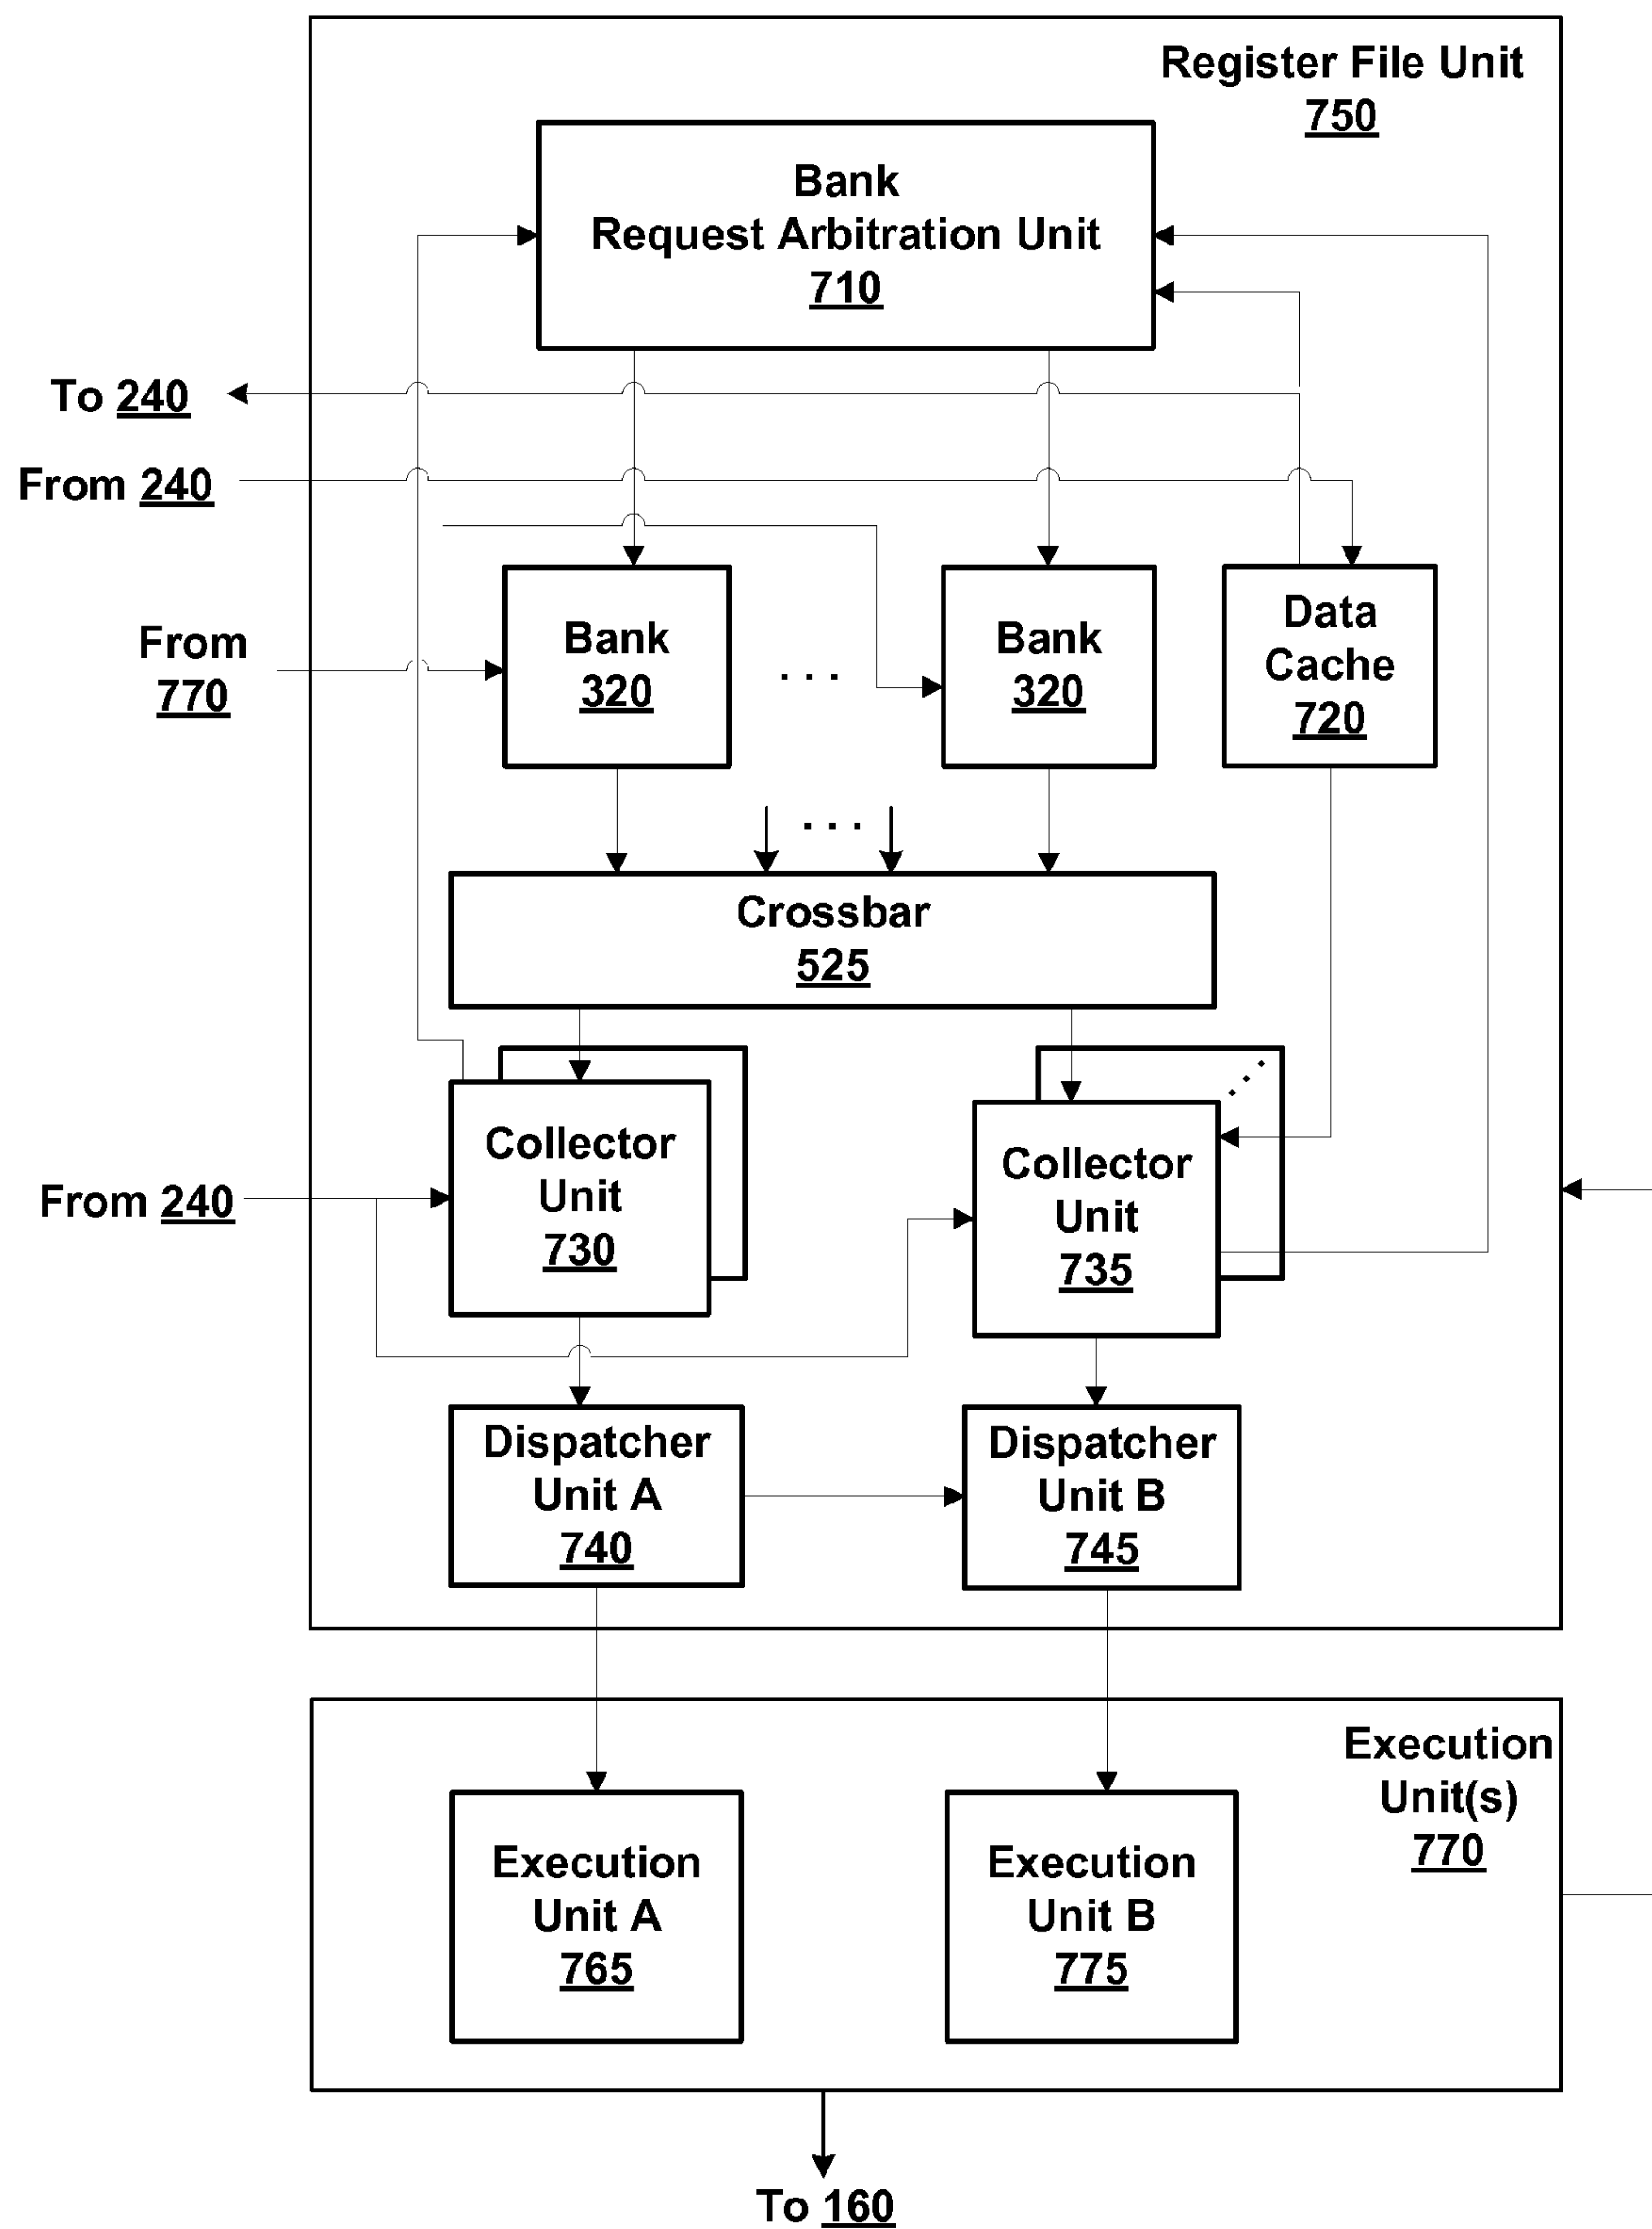 Register File Unit
750
Bank
Request Arbitration Unit
710
To 240
From 240
From
770
Bank
320
. . .
Bank
320
Data
Cache
720
. . .
Crossbar
525
From 240
Collector
Unit
730
Collector
Unit
735
Dispatcher
Unit A
740
Dispatcher
Unit B
745
Execution
Unit(s)
770
Execution
Unit A
765
Execution
Unit B
775
To 160